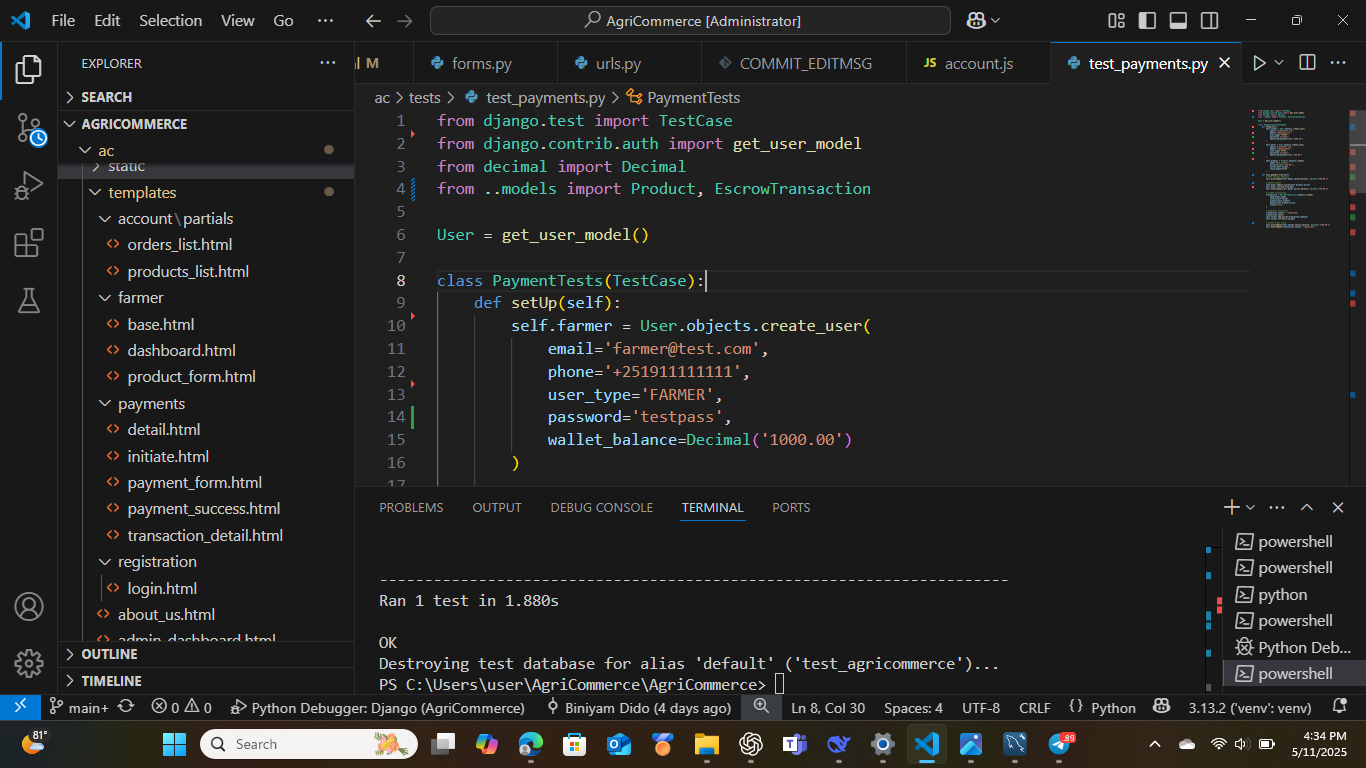 File Edit Selection View Go ···
AgriCommerce [Administrator]
EXPLORER ···
SEARCH
AGRICOMMERCE
ac
static
templates
account\partials
orders_list.html
products_list.html
farmer
base.html
dashboard.html
product_form.html
payments
detail.html
initiate.html
payment_form.html
payment_success.html
transaction_detail.html
registration
login.html
about_us.html
admin_dashboard.html
OUTLINE
TIMELINE
l M forms.py urls.py COMMIT_EDITMSG JS account.js test_payments.py
ac > tests > test_payments.py > PaymentTests
1 from django.test import TestCase
2 from django.contrib.auth import get_user_model
3 from decimal import Decimal
4 from ..models import Product, EscrowTransaction
5
6 User = get_user_model()
7
8 class PaymentTests(TestCase):
9 def setUp(self):
10 self.farmer = User.objects.create_user(
11 email='farmer@test.com',
12 phone='+251911111111',
13 user_type='FARMER',
14 password='testpass',
15 wallet_balance=Decimal('1000.00')
16 )
17
PROBLEMS OUTPUT DEBUG CONSOLE TERMINAL PORTS
----------------------------------------------------------------------
Ran 1 test in 1.880s
OK
Destroying test database for alias 'default' ('test_agricommerce')...
PS C:\Users\user\AgriCommerce\AgriCommerce>
powershell
powershell
python
powershell
Python Deb...
powershell
main+ 0 0 Python Debugger: Django (AgriCommerce) Biniyam Dido (4 days ago) Ln 8, Col 30 Spaces: 4 UTF-8 CRLF {} Python 3.13.2 ('venv': venv)
81°
Search
89
4:34 PM
5/11/2025